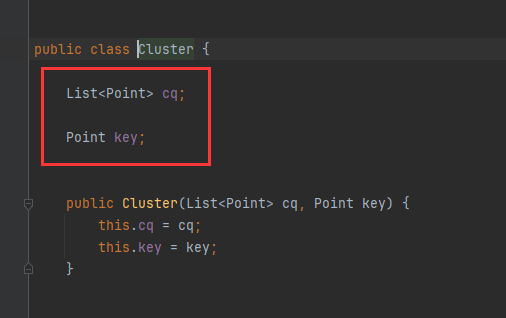 public class Cluster {
List<Point> cq;
Point key;
public Cluster(List<Point> cq, Point key) {
this.cq = cq;
this.key = key;
}